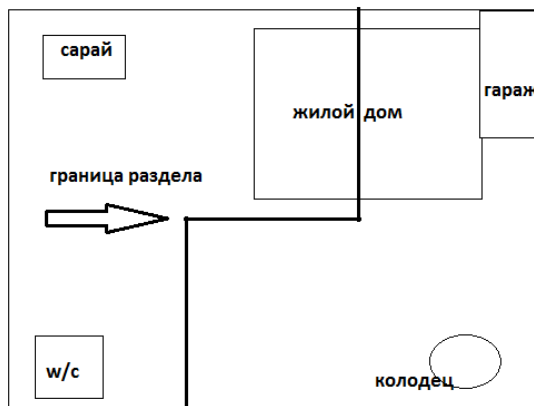 сарай
гараж
жилой дом
граница раздела
w/c
колодец